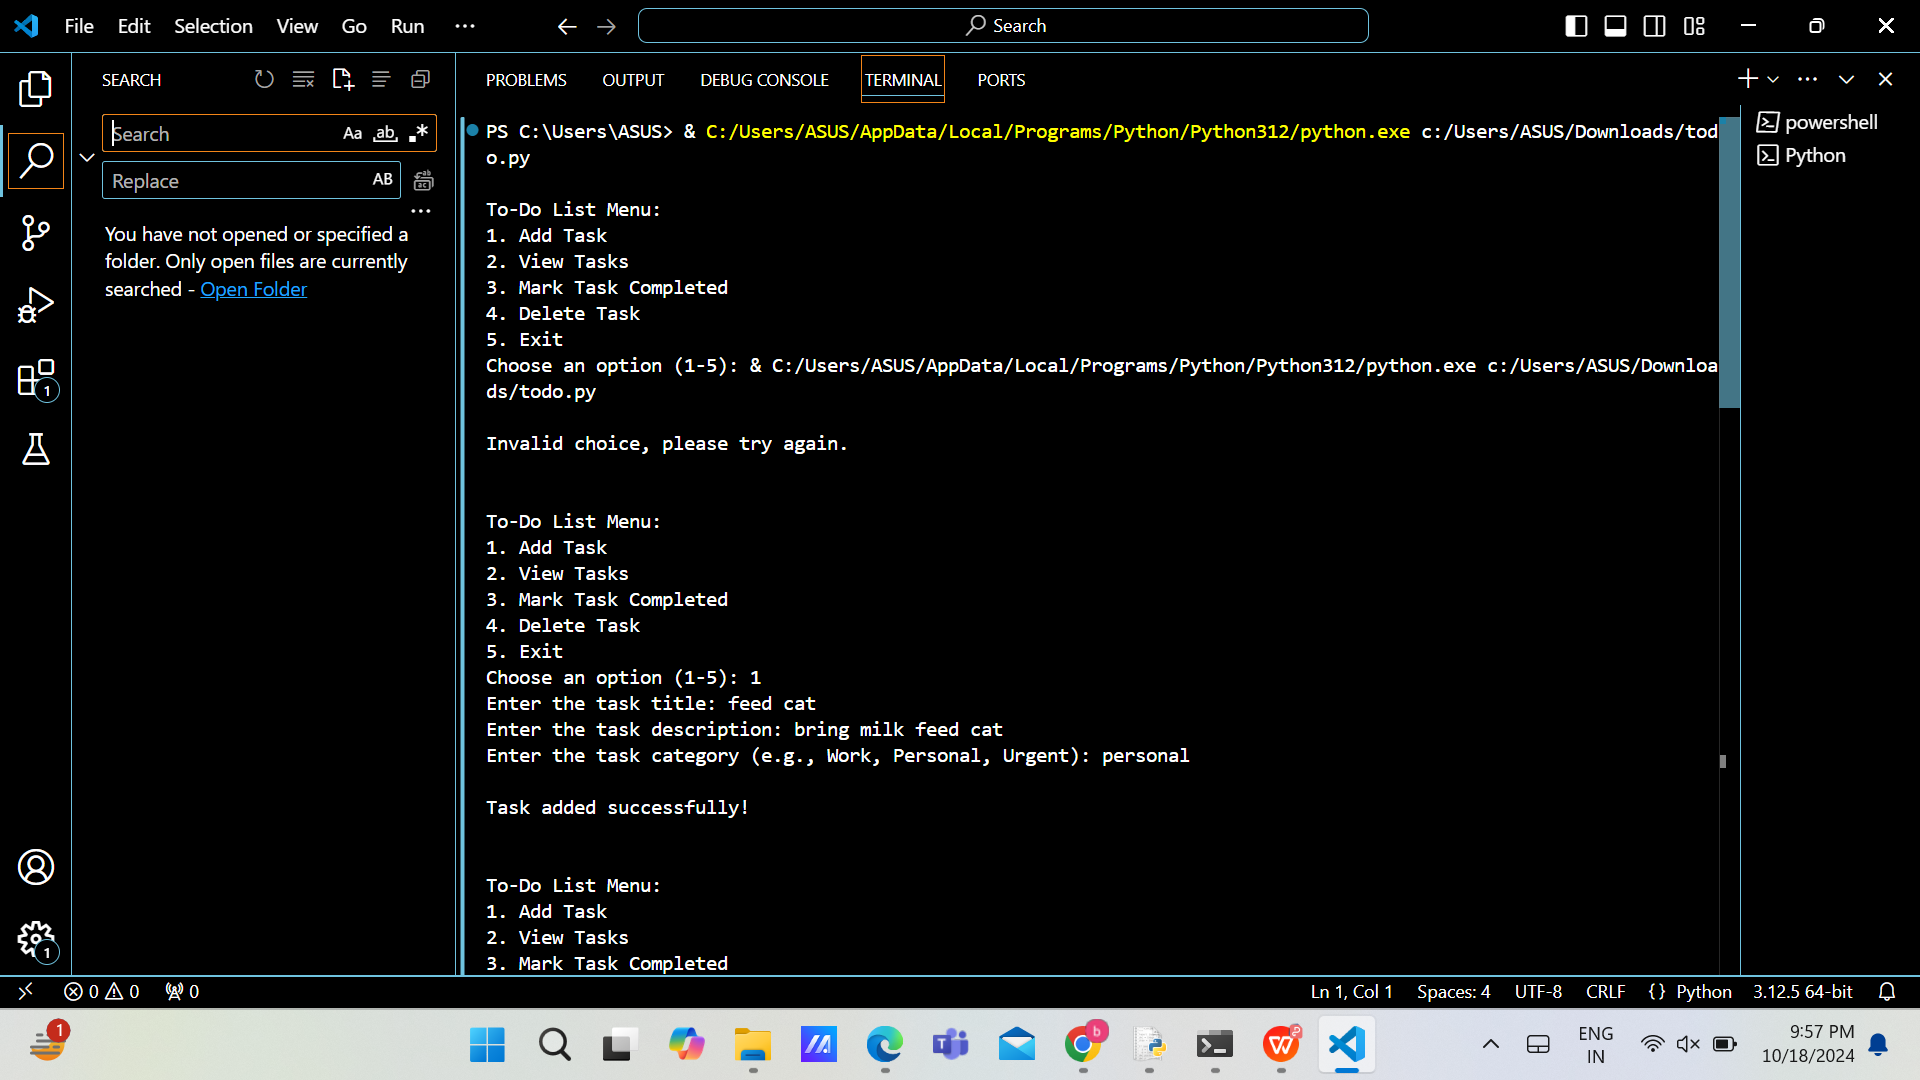 File Edit Selection View Go Run ... Search
SEARCH
PROBLEMS OUTPUT DEBUG CONSOLE TERMINAL PORTS
Search Aa ab .*
Replace AB
You have not opened or specified a
folder. Only open files are currently
searched - Open Folder
1
1
PS C:\Users\ASUS> & C:/Users/ASUS/AppData/Local/Programs/Python/Python312/python.exe c:/Users/ASUS/Downloads/tod
o.py
To-Do List Menu:
1. Add Task
2. View Tasks
3. Mark Task Completed
4. Delete Task
5. Exit
Choose an option (1-5): & C:/Users/ASUS/AppData/Local/Programs/Python/Python312/python.exe c:/Users/ASUS/Downloa
ds/todo.py
Invalid choice, please try again.
To-Do List Menu:
1. Add Task
2. View Tasks
3. Mark Task Completed
4. Delete Task
5. Exit
Choose an option (1-5): 1
Enter the task title: feed cat
Enter the task description: bring milk feed cat
Enter the task category (e.g., Work, Personal, Urgent): personal
Task added successfully!
To-Do List Menu:
1. Add Task
2. View Tasks
3. Mark Task Completed
powershell
Python
0 0 0 Ln 1, Col 1 Spaces: 4 UTF-8 CRLF {} Python 3.12.5 64-bit
1
b
ENG
IN
9:57 PM
10/18/2024